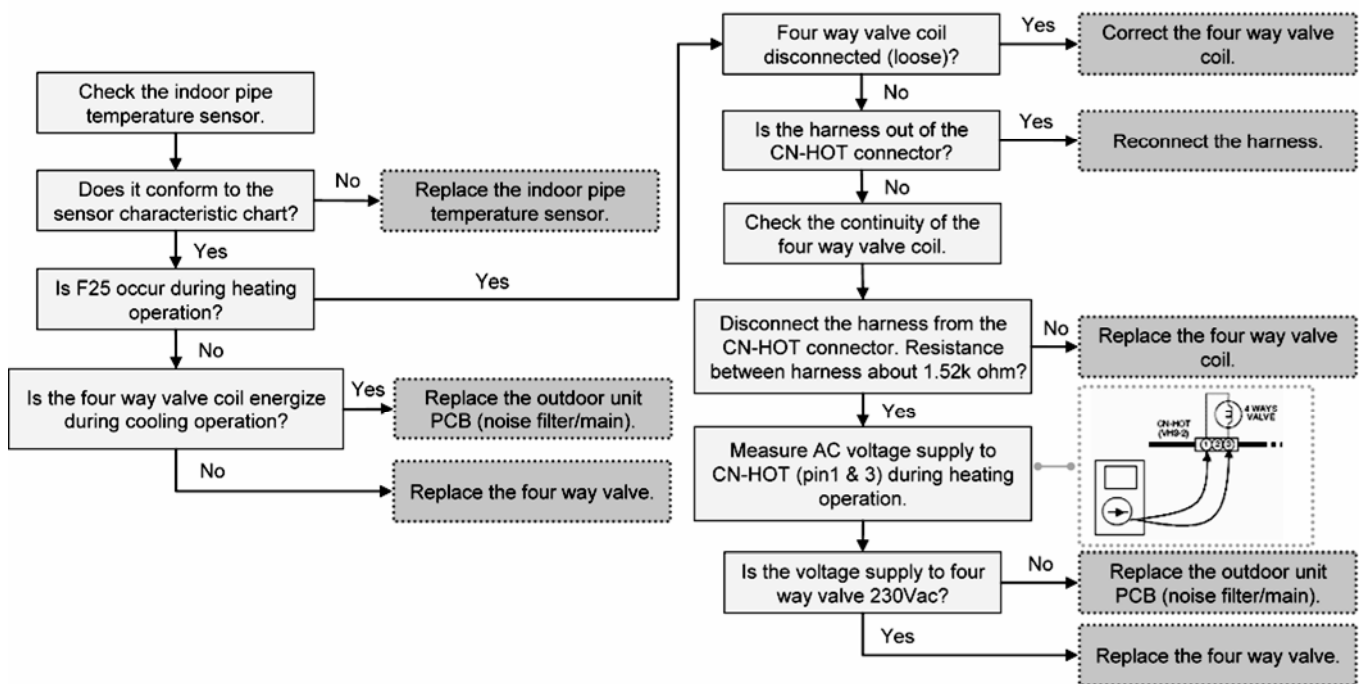 Check the indoor pipe
temperature sensor.
Does it conform to the
sensor characteristic chart?
No
Replace the indoor pipe
temperature sensor.
Yes
Is F25 occur during heating
operation?
Yes
No
Is the four way valve coil energize
during cooling operation?
Yes
Replace the outdoor unit
PCB (noise filter/main).
No
Replace the four way valve.
Four way valve coil
disconnected (loose)?
Yes
Correct the four way valve
coil.
No
Is the harness out of the
CN-HOT connector?
Yes
Reconnect the harness.
No
Check the continuity of the
four way valve coil.
Disconnect the harness from the
CN-HOT connector. Resistance
between harness about 1.52k ohm?
No
Replace the four way valve
coil.
Yes
Measure AC voltage supply to
CN-HOT (pin1 & 3) during heating
operation.
4 WAYS
VALVE
CN-HOT
(VH3-2)
1 2 3
Is the voltage supply to four
way valve 230Vac?
No
Replace the outdoor unit
PCB (noise filter/main).
Yes
Replace the four way valve.